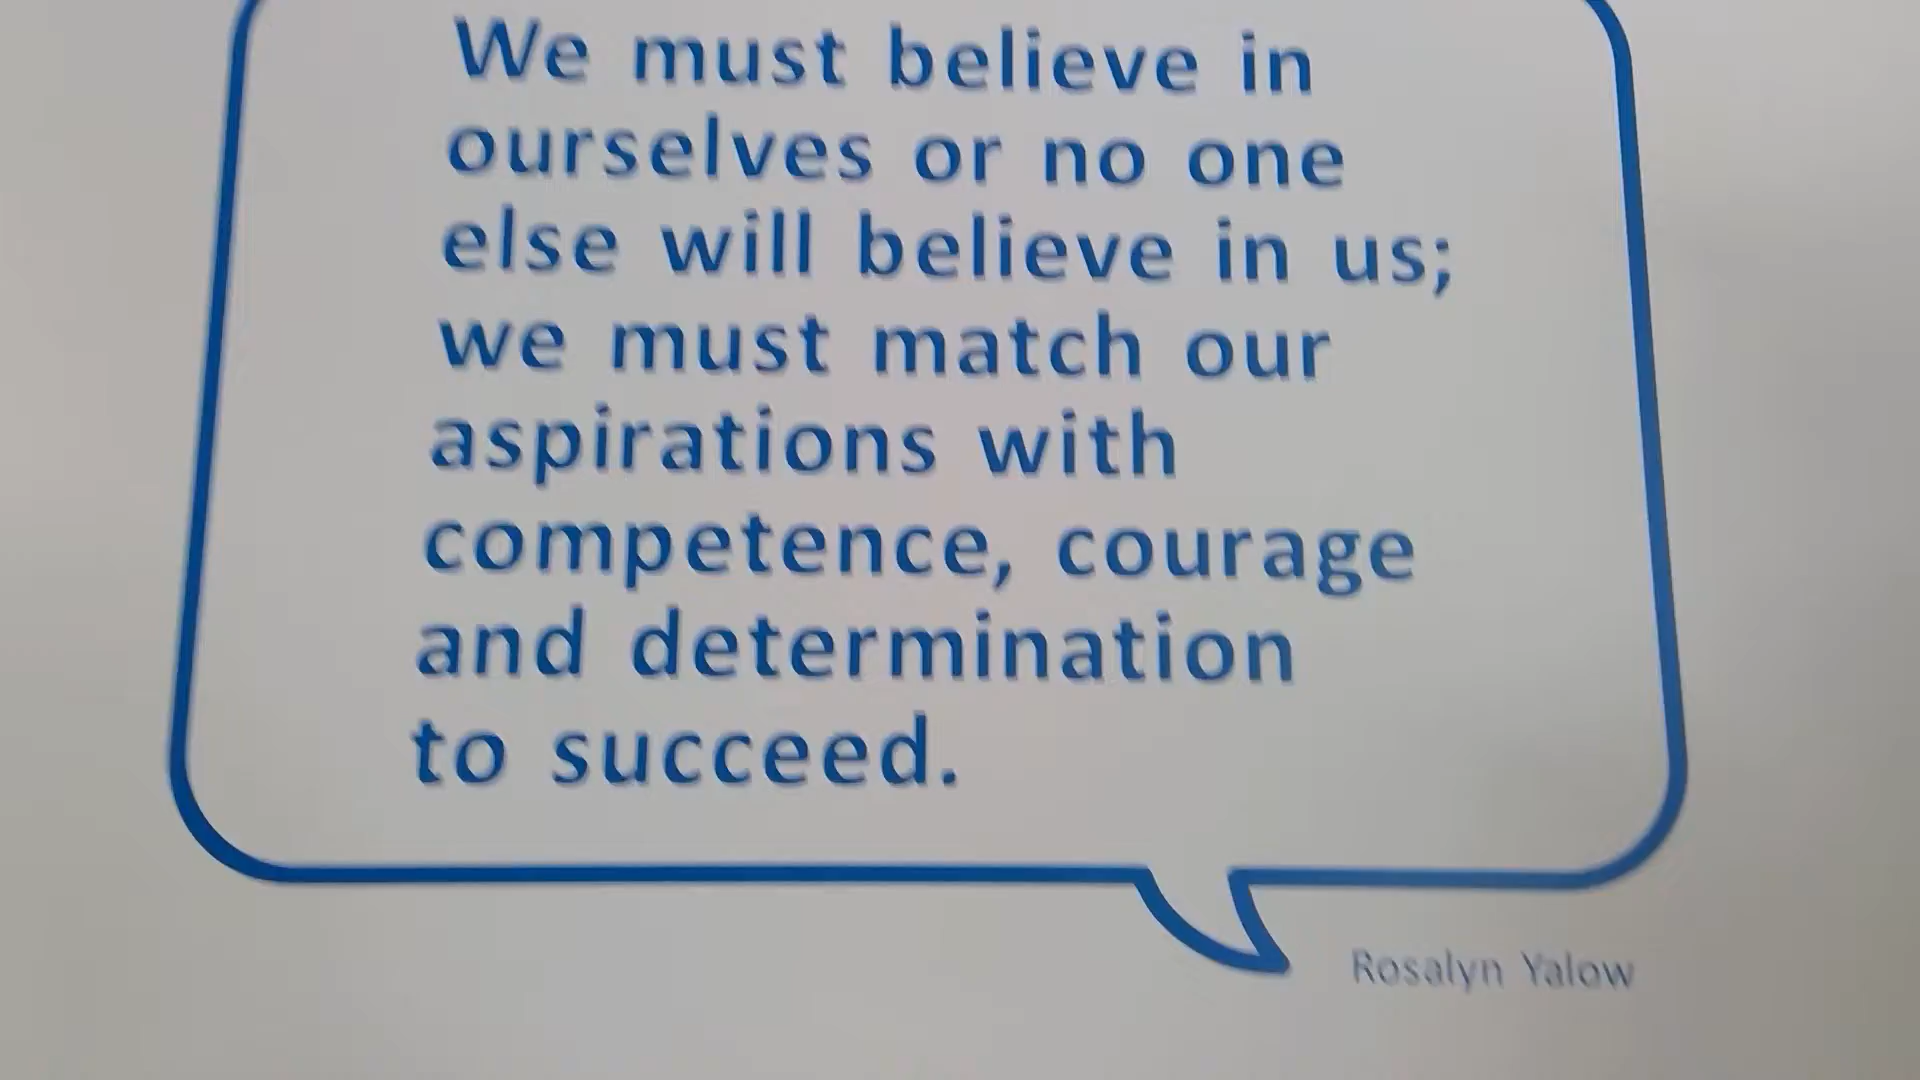 We must believe in
ourselves or no one
else will believe in us;
we must match our
aspirations with
competence, courage
and determination
to succeed.
Rosalyn Yalow